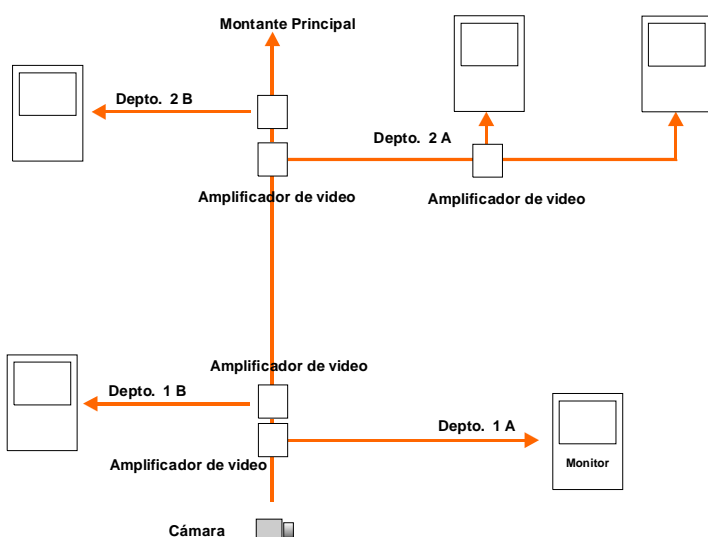 Montante Principal
Depto. 2 B
Depto. 2 A
Amplificador de video
Amplificador de video
Amplificador de video
Depto. 1 B
Depto. 1 A
Amplificador de video
Monitor
Cámara